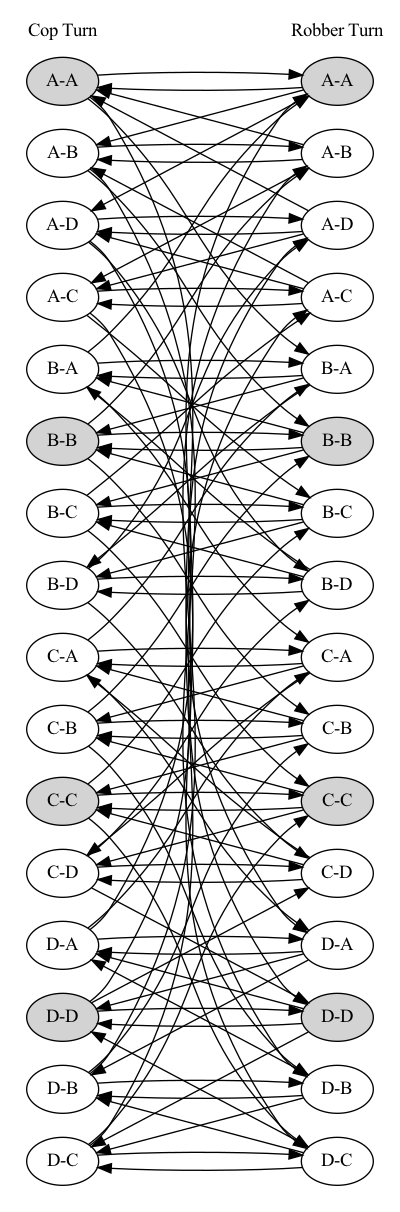 Cop Turn Robber Turn
A-A A-A
A-B A-B
A-D A-D
A-C A-C
B-A B-A
B-B B-B
B-C B-C
B-D B-D
C-A C-A
C-B C-B
C-C C-C
C-D C-D
D-A D-A
D-D D-D
D-B D-B
D-C D-C